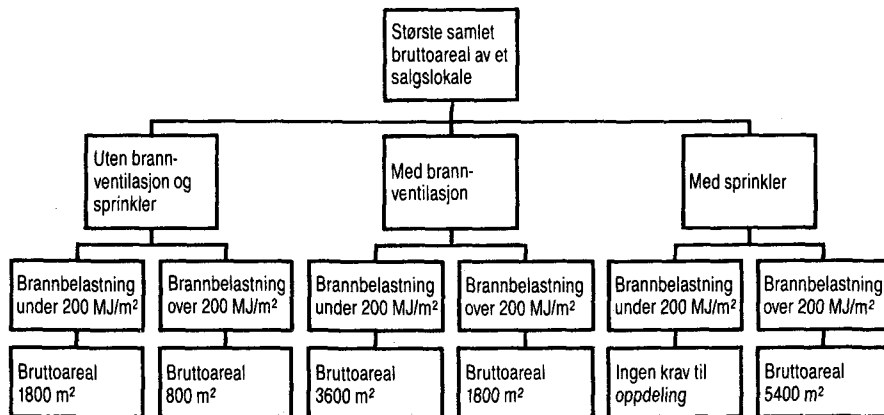 Største samlet
bruttoareal av et
salgslokale
Uten brann-
ventilasjon og
sprinkler
Med brann-
ventilasjon
Med sprinkler
Brannbelastning
under 200 MJ/m²
Brannbelastning
over 200 MJ/m²
Brannbelastning
under 200 MJ/m²
Brannbelastning
over 200 MJ/m²
Brannbelastning
under 200 MJ/m²
Brannbelastning
over 200 MJ/m²
Bruttoareal
1800 m²
Bruttoareal
800 m²
Bruttoareal
3600 m²
Bruttoareal
1800 m²
Ingen krav til
oppdeling
Bruttoareal
5400 m²